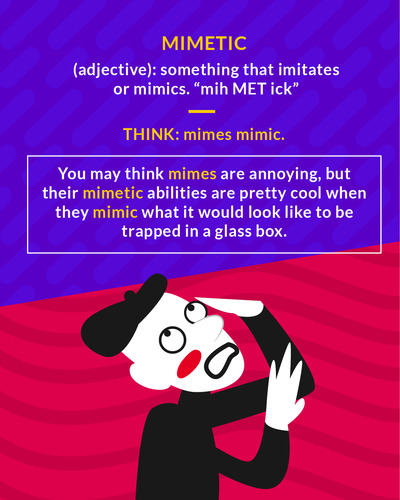 MIMETIC
(adjective): something that imitates
or mimics. “mih MET ick”
THINK: mimes mimic.
You may think mimes are annoying, but
their mimetic abilities are pretty cool when
they mimic what it would look like to be
trapped in a glass box.